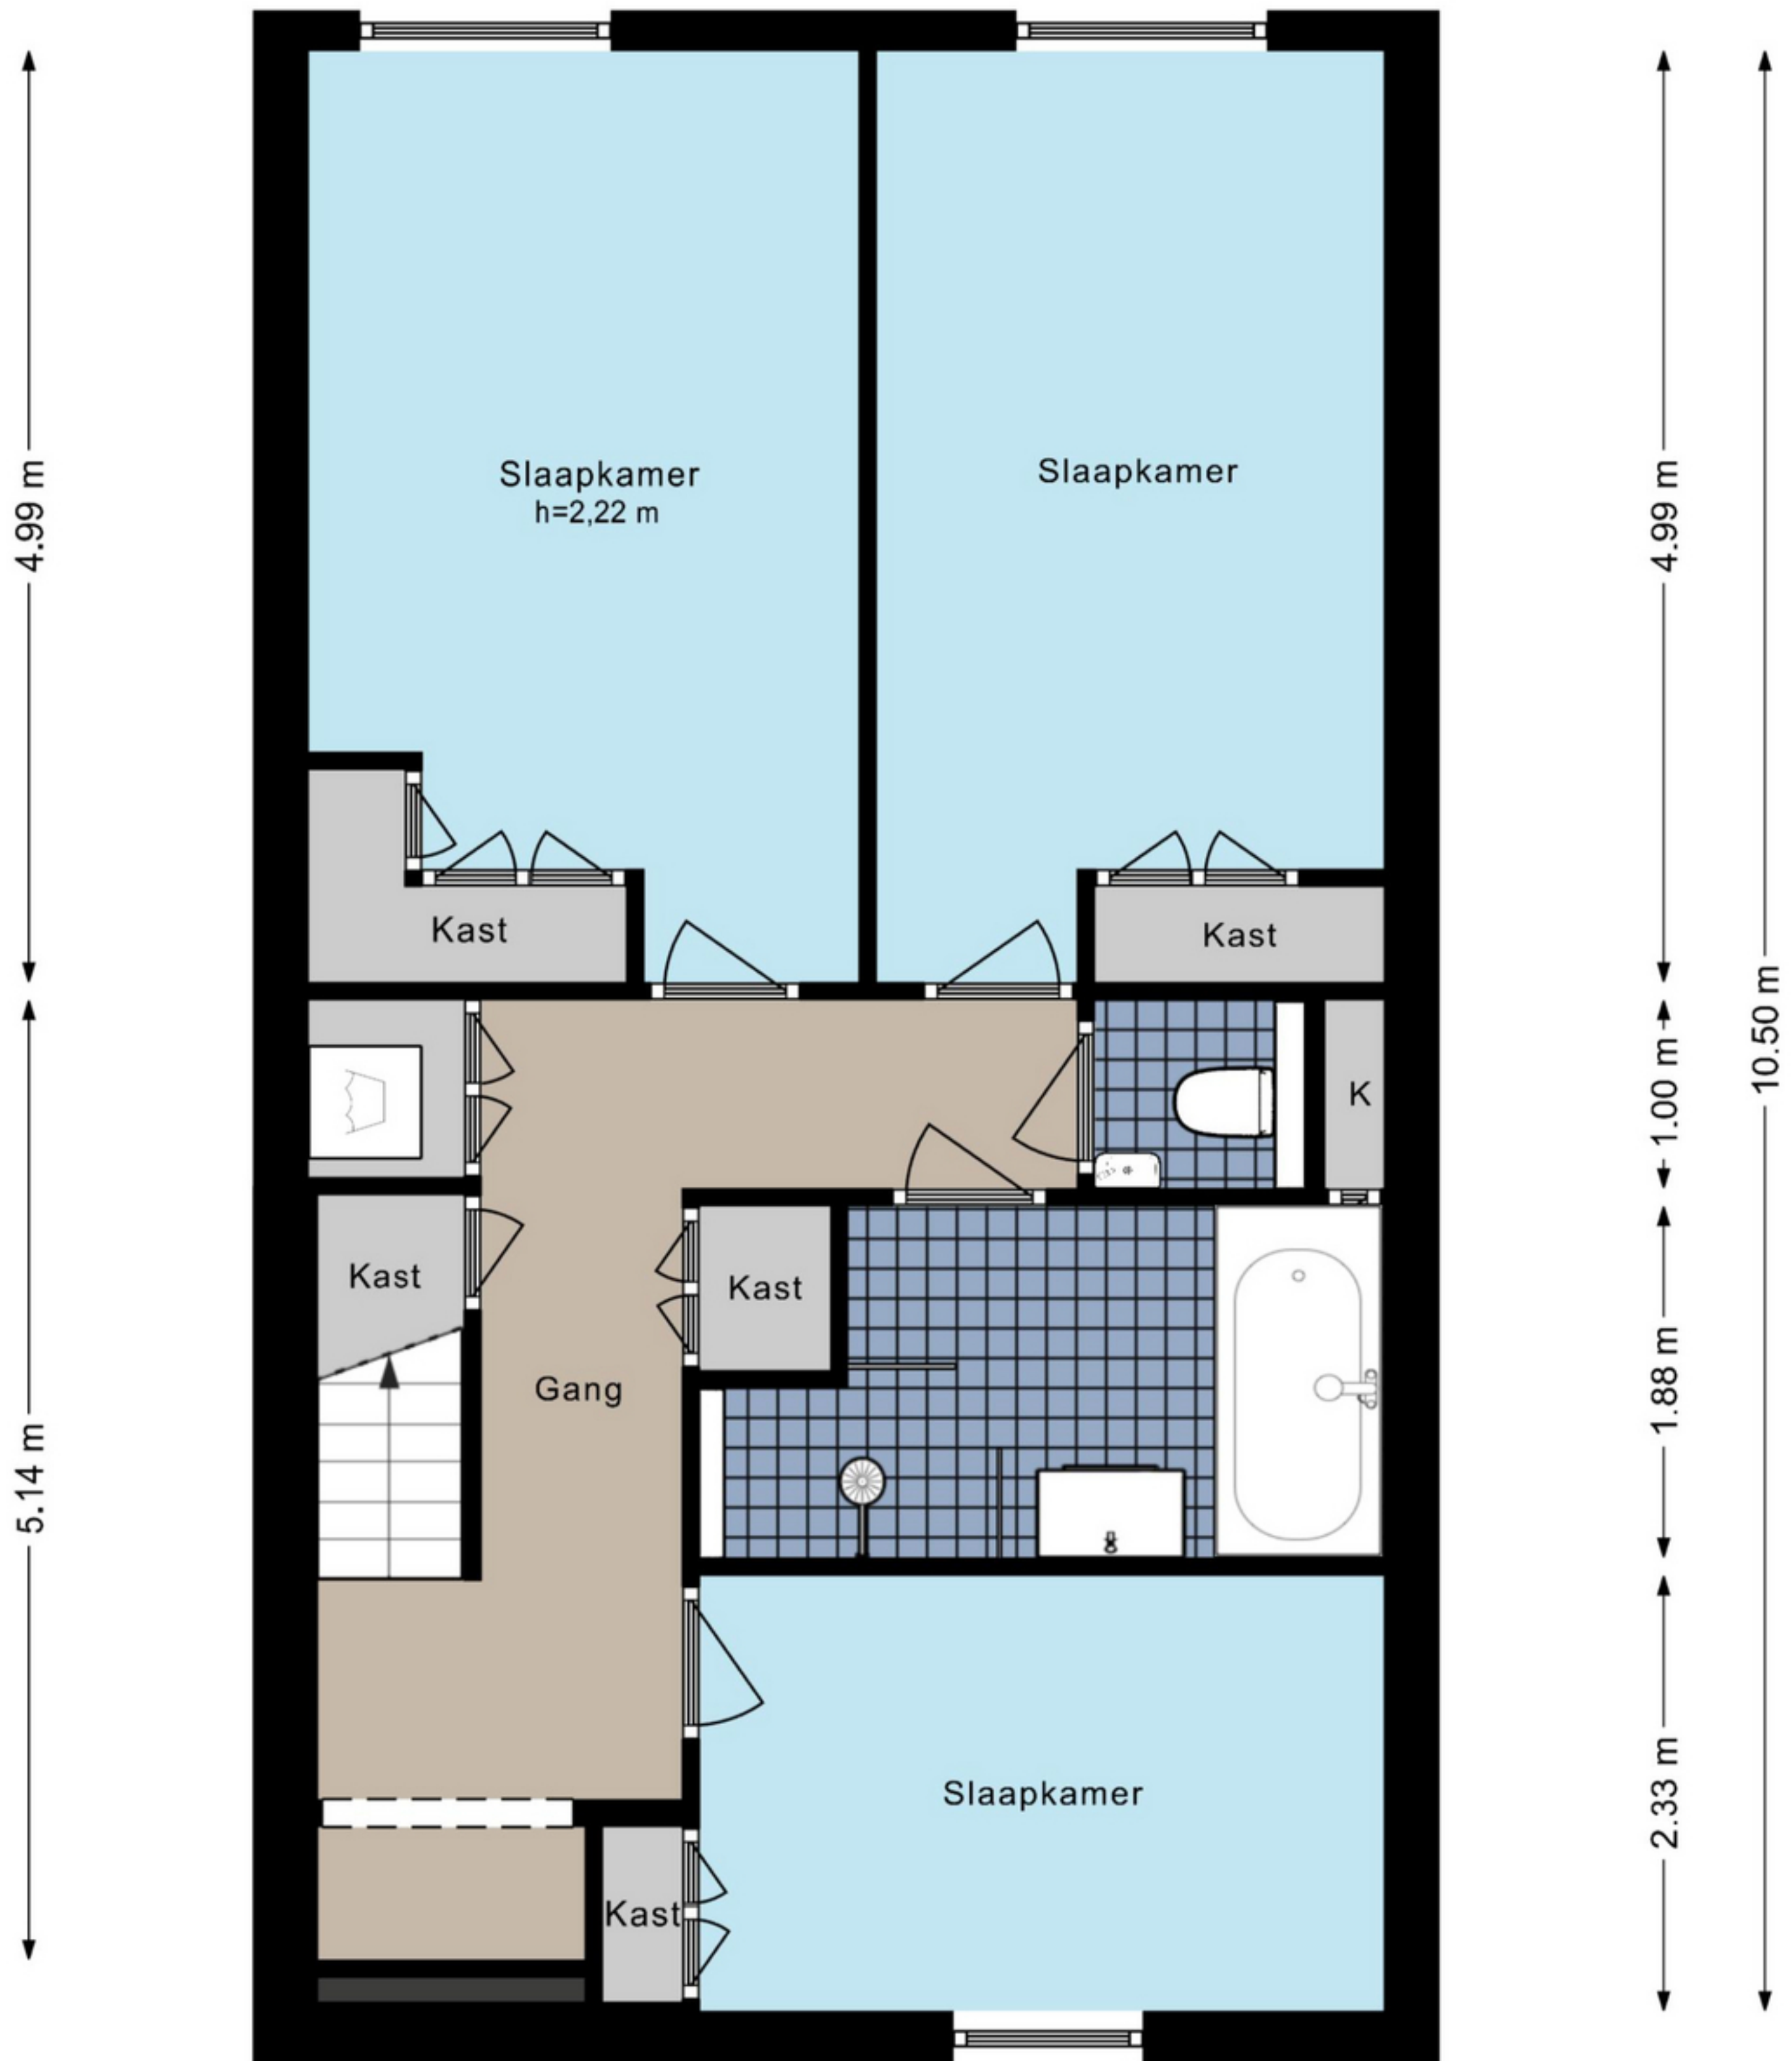 Slaapkamer
h=2,22 m
Slaapkamer
4.99 m
4.99 m
Kast
Kast
10.50 m
1.00 m
K
Kast
Kast
Gang
1.88 m
5.14 m
Slaapkamer
2.33 m
Kast